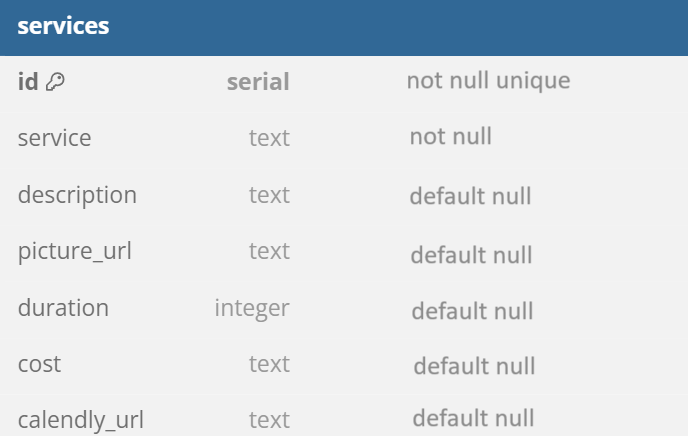 services
id serial not null unique
service text not null
description text default null
picture_url text default null
duration integer default null
cost text default null
calendly_url text default null